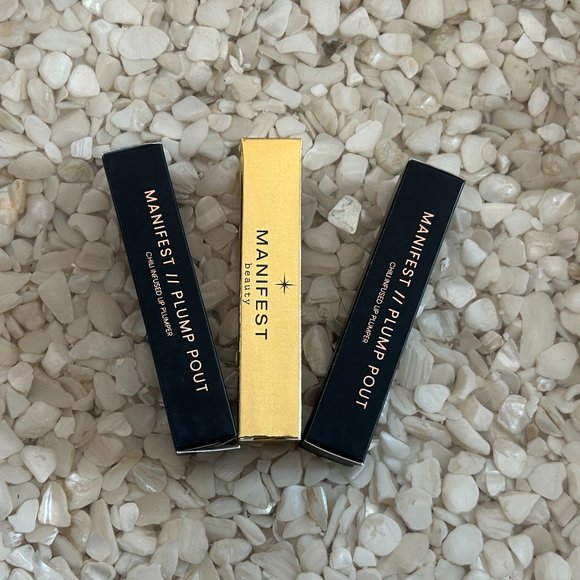 MANIFEST // PLUMP POUT
CHILI INFUSED LIP PLUMPER
MANIFEST
beauty
MANIFEST // PLUMP POUT
CHILI INFUSED LIP PLUMPER